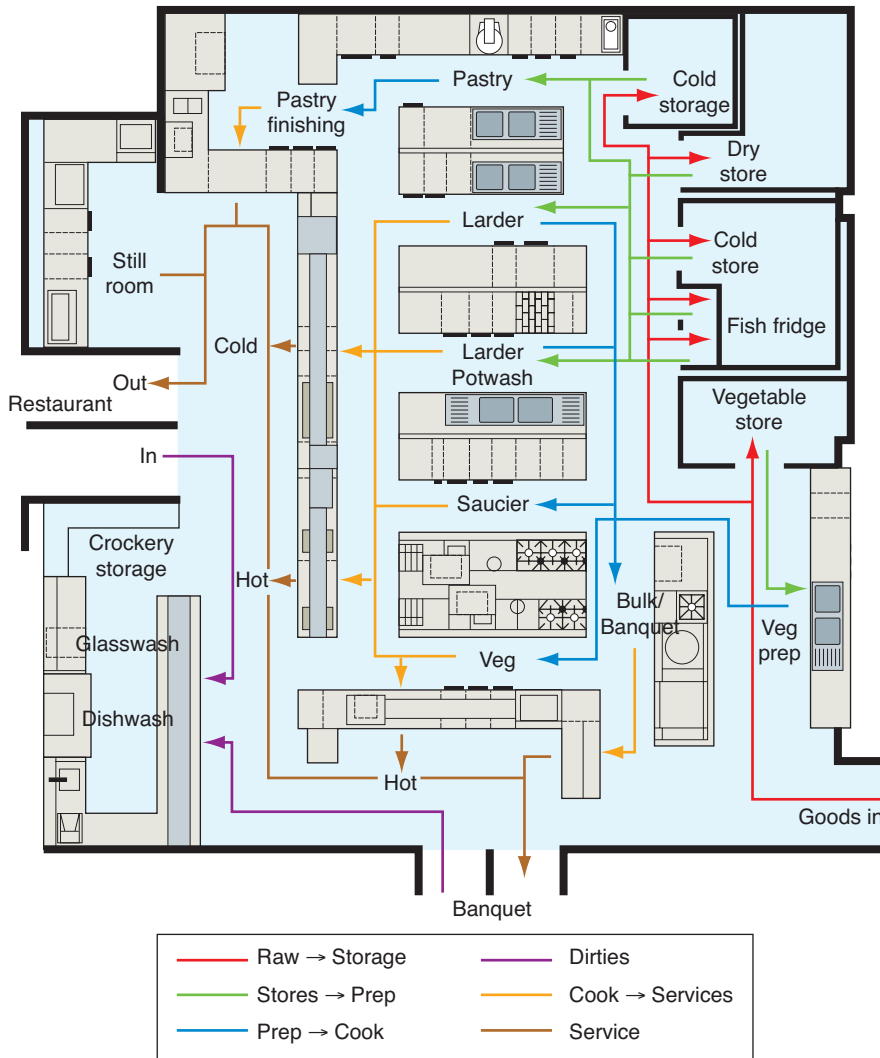 Pastry
Cold
storage
Pastry
finishing
Dry
store
Larder
Still
room
Cold
store
Cold
Larder
Potwash
Fish fridge
Out
Restaurant
Vegetable
store
In
Saucier
Crockery
storage
Hot
Bulk/
Banquet
Glasswash
Veg
prep
Veg
Dishwash
Hot
Goods in
Banquet
Raw → Storage
Dirties
Stores → Prep
Cook → Services
Prep → Cook
Service